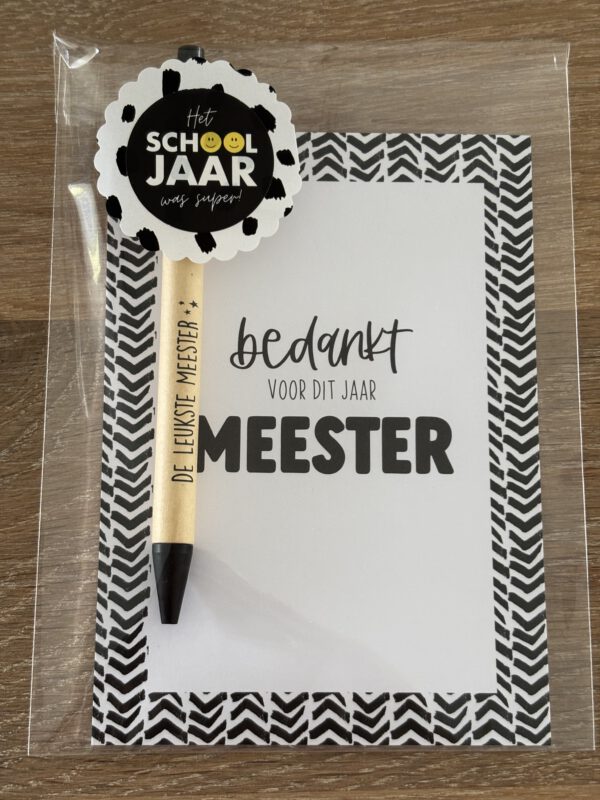 Het
SCHOOL
JAAR
was super!
DE LEUKSTE MEESTER
bedankt
VOOR DIT JAAR
MEESTER